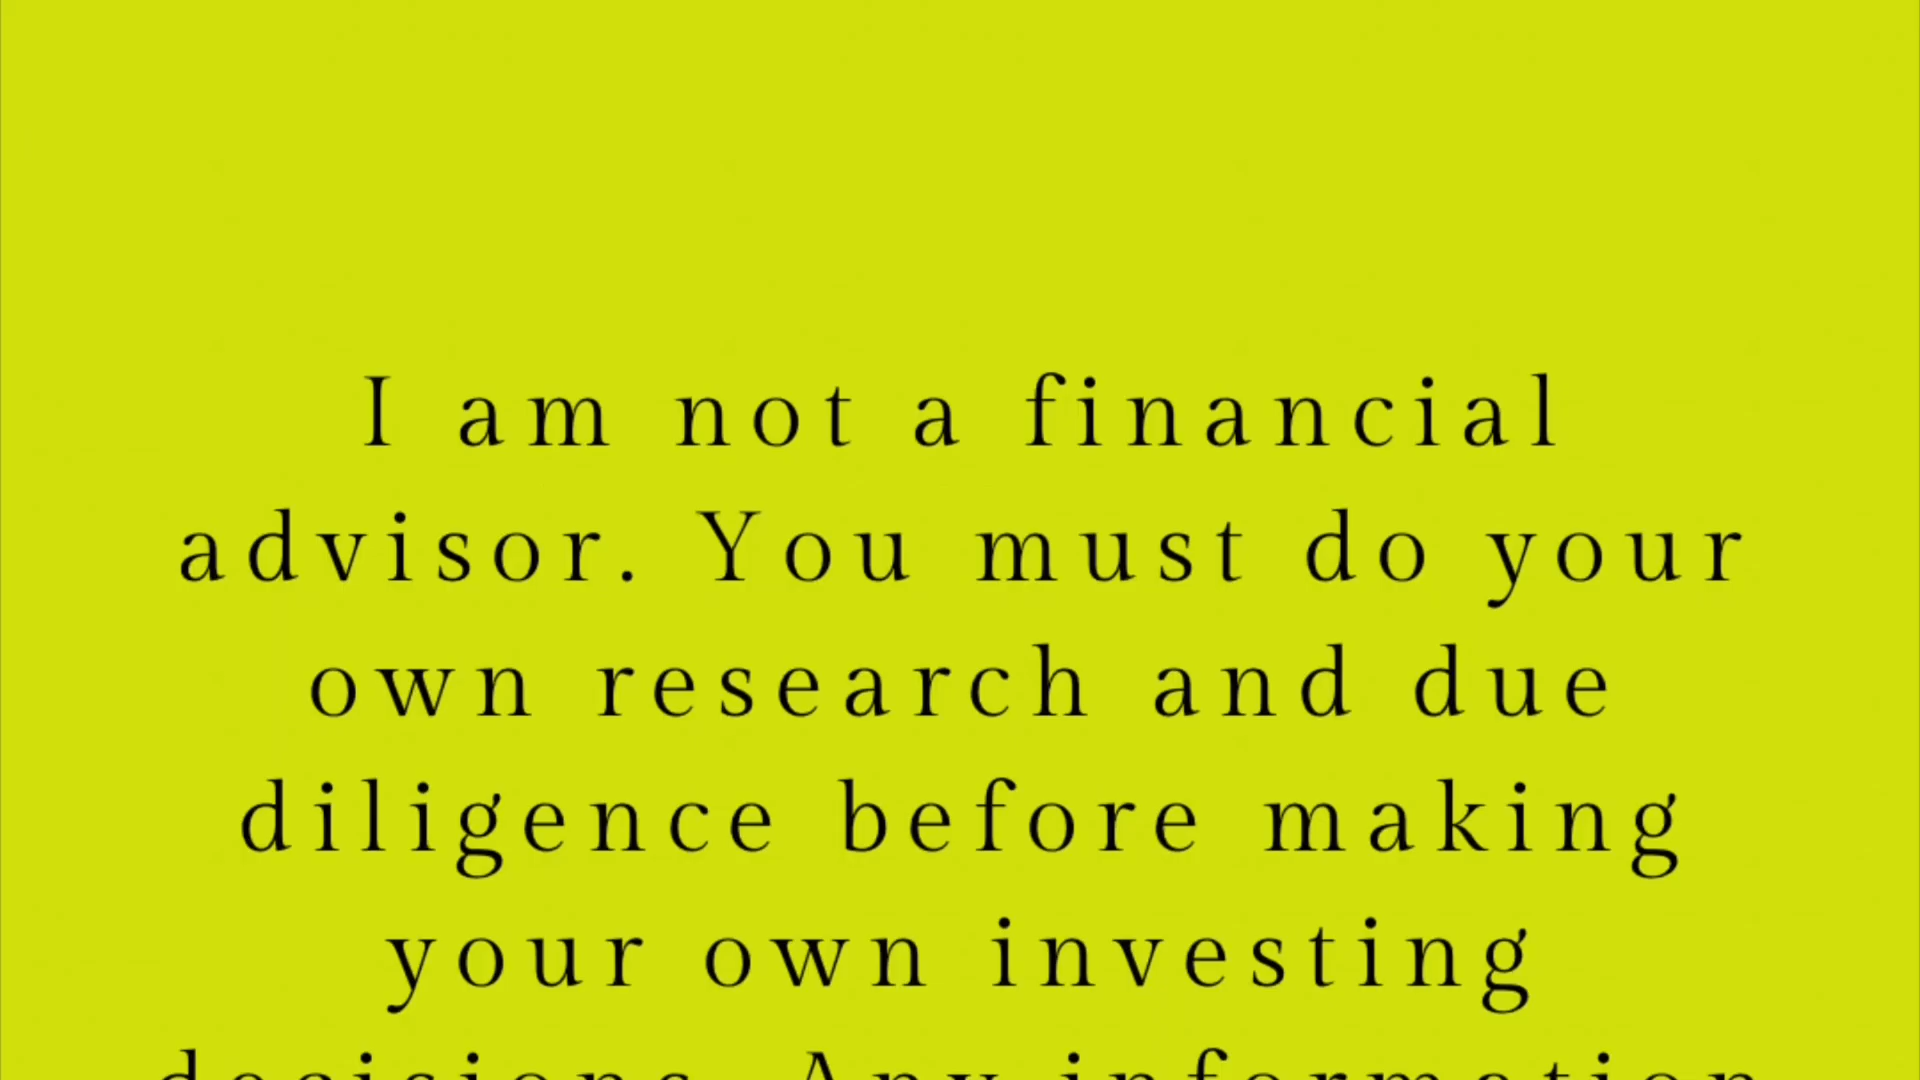 I am not a financial
advisor. You must do your
own research and due
diligence before making
your own investing
decisions. Any information